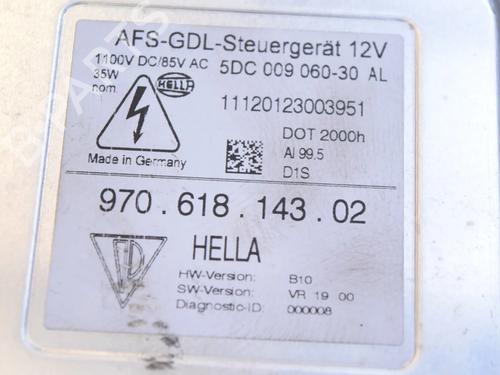 AFS-GDL-Steuergerät 12V
1100V DC/85V AC 5DC 009 060-30 AL
35W
nom.
HELLA
11120123003951
DOT 2000h
Al 99.5
D1S
Made in Germany
970.618.143.02
HELLA
HW-Version: B10
SW-Version: VR 19 00
Diagnostic-ID: 000008